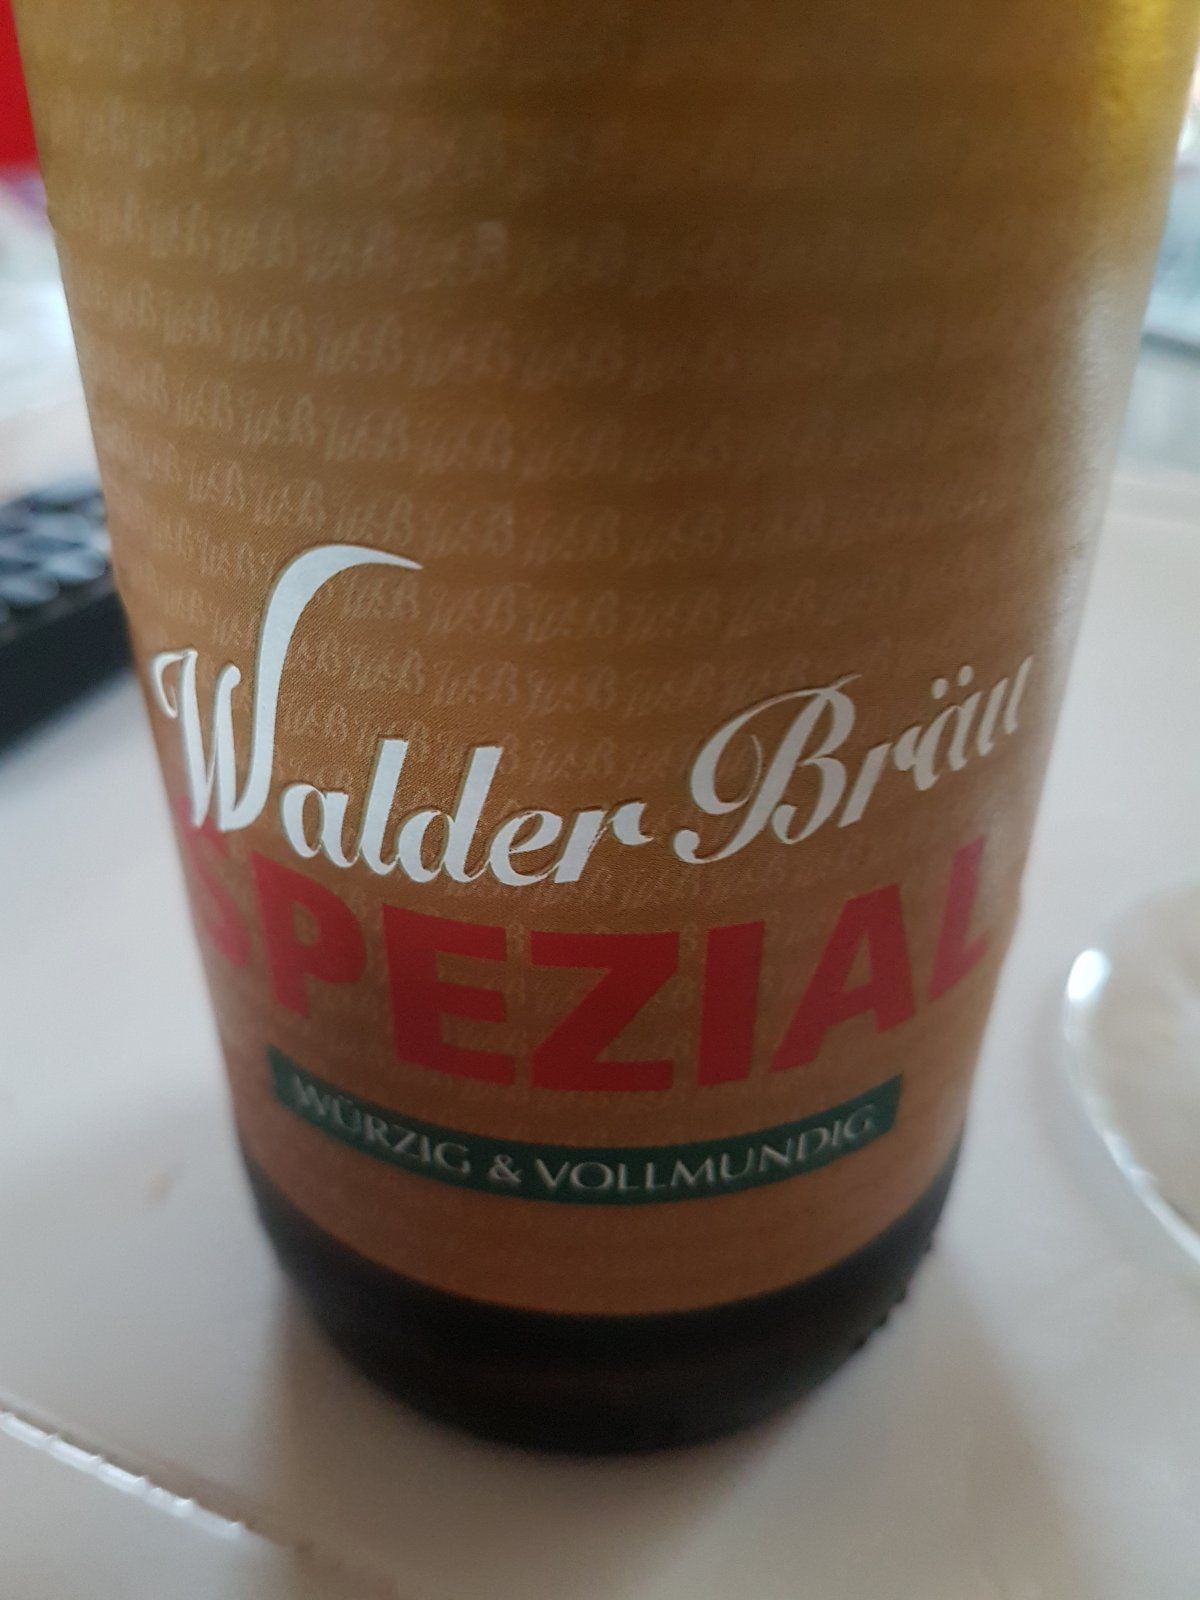 Walder Bräu
SPEZIAL
WÜRZIG & VOLLMUNDIG